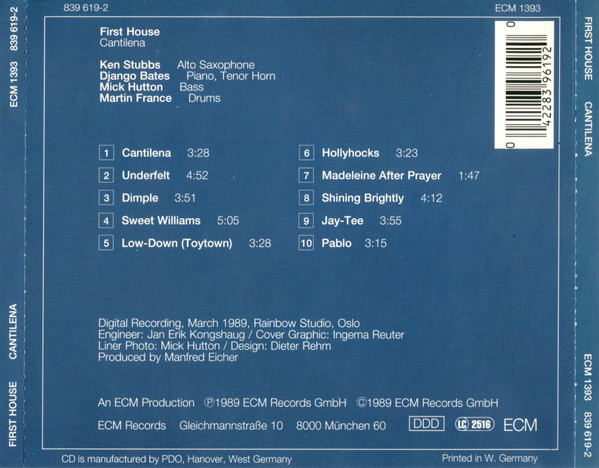 839 619-2
ECM 1393
First House
Cantilena
Ken Stubbs Alto Saxophone
Django Bates Piano, Tenor Horn
Mick Hutton Bass
Martin France Drums
0 42283 96192 0
1 Cantilena 3:28
2 Underfelt 4:52
3 Dimple 3:51
4 Sweet Williams 5:05
5 Low-Down (Toytown) 3:28
6 Hollyhocks 3:23
7 Madeleine After Prayer 1:47
8 Shining Brightly 4:12
9 Jay-Tee 3:55
10 Pablo 3:15
Digital Recording, March 1989, Rainbow Studio, Oslo
Engineer: Jan Erik Kongshaug / Cover Graphic: Ingema Reuter
Liner Photo: Mick Hutton / Design: Dieter Rehm
Produced by Manfred Eicher
An ECM Production ℗1989 ECM Records GmbH ©1989 ECM Records GmbH
ECM Records Gleichmannstraße 10 8000 München 60 DDD LC 2516 ECM
CD is manufactured by PDO, Hanover, West Germany
Printed in W. Germany
FIRST HOUSE CANTILENA ECM 1393 839 619-2
FIRST HOUSE CANTILENA ECM 1393 839 619-2